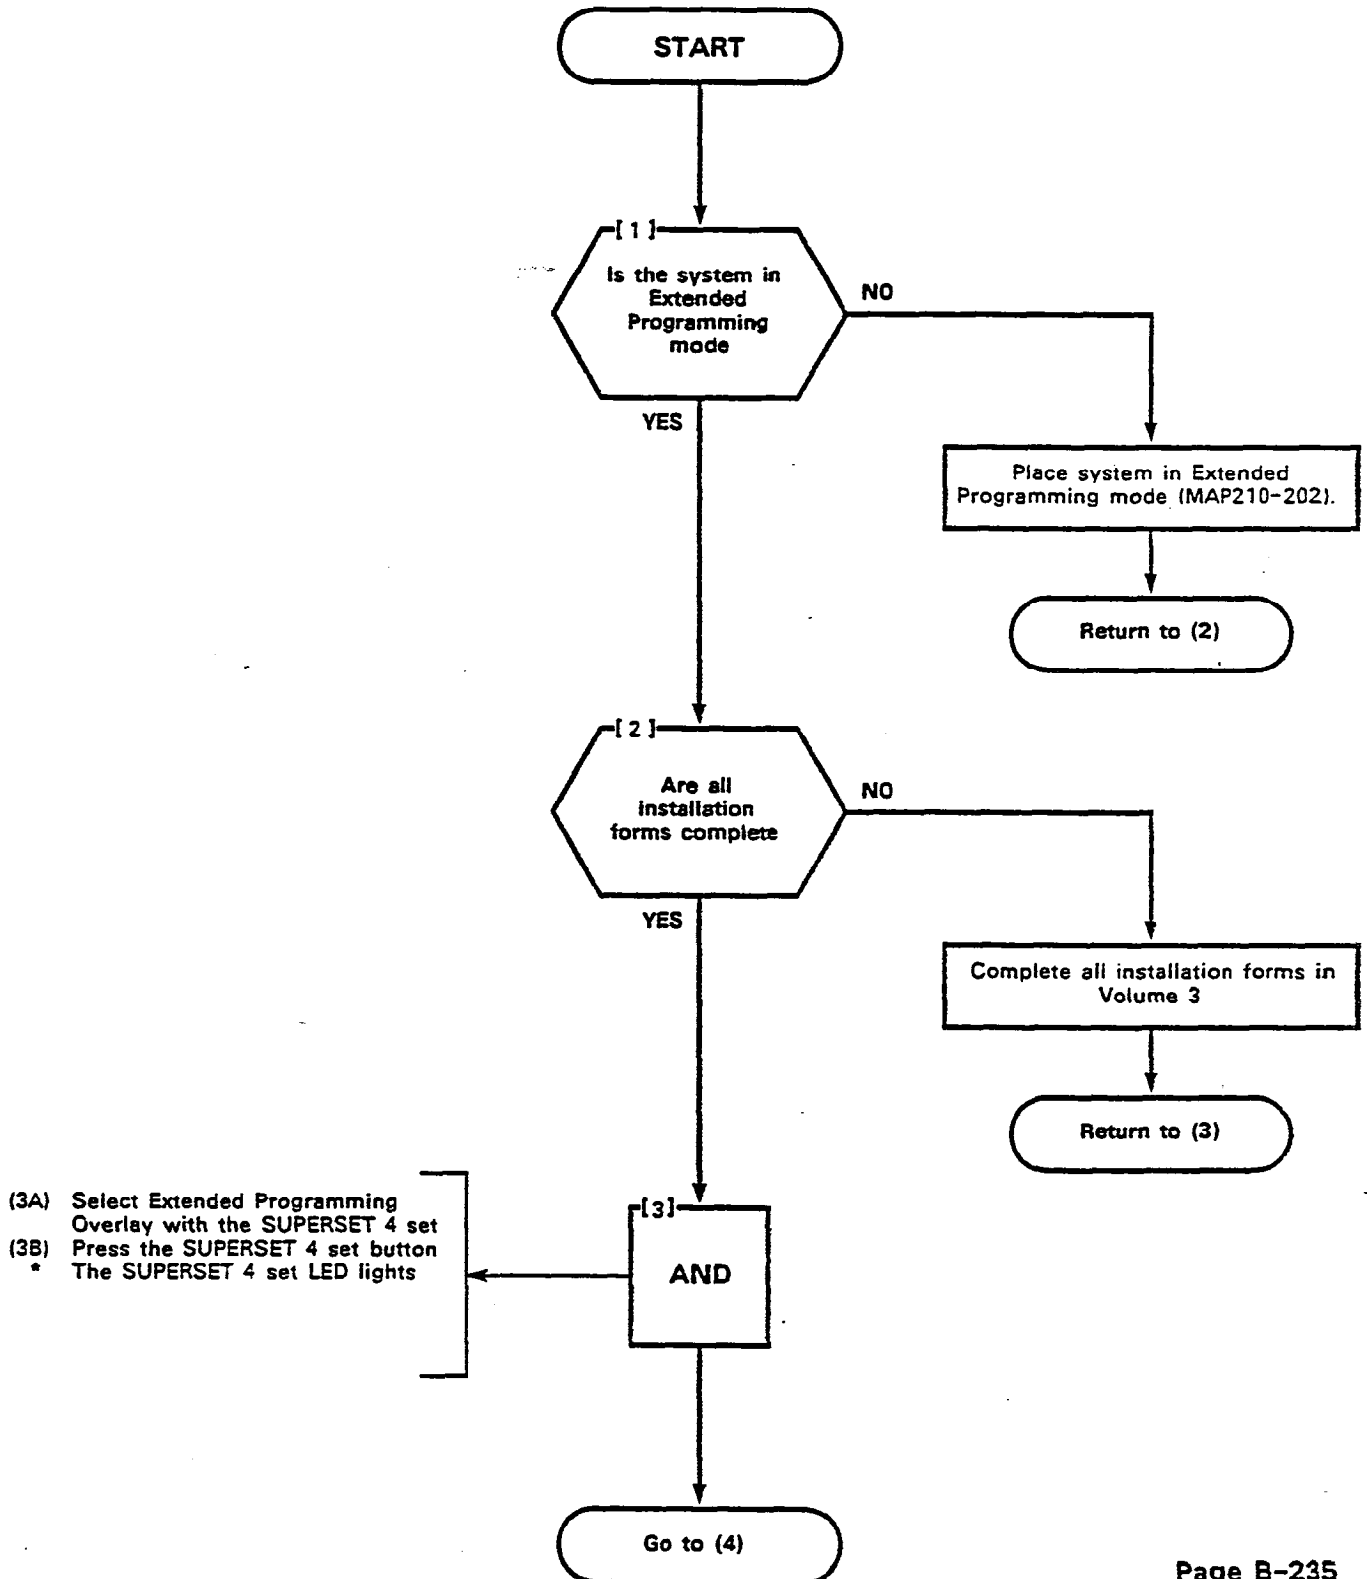 START
[ 1 ]
Is the system in
Extended
Programming
mode
NO
YES
Place system in Extended
Programming mode (MAP210-202).
Return to (2)
[ 2 ]
Are all
installation
forms complete
NO
YES
Complete all installation forms in
Volume 3
Return to (3)
(3A) Select Extended Programming
Overlay with the SUPERSET 4 set
(3B) Press the SUPERSET 4 set button
* The SUPERSET 4 set LED lights
[3]
AND
Go to (4)
Page B-235